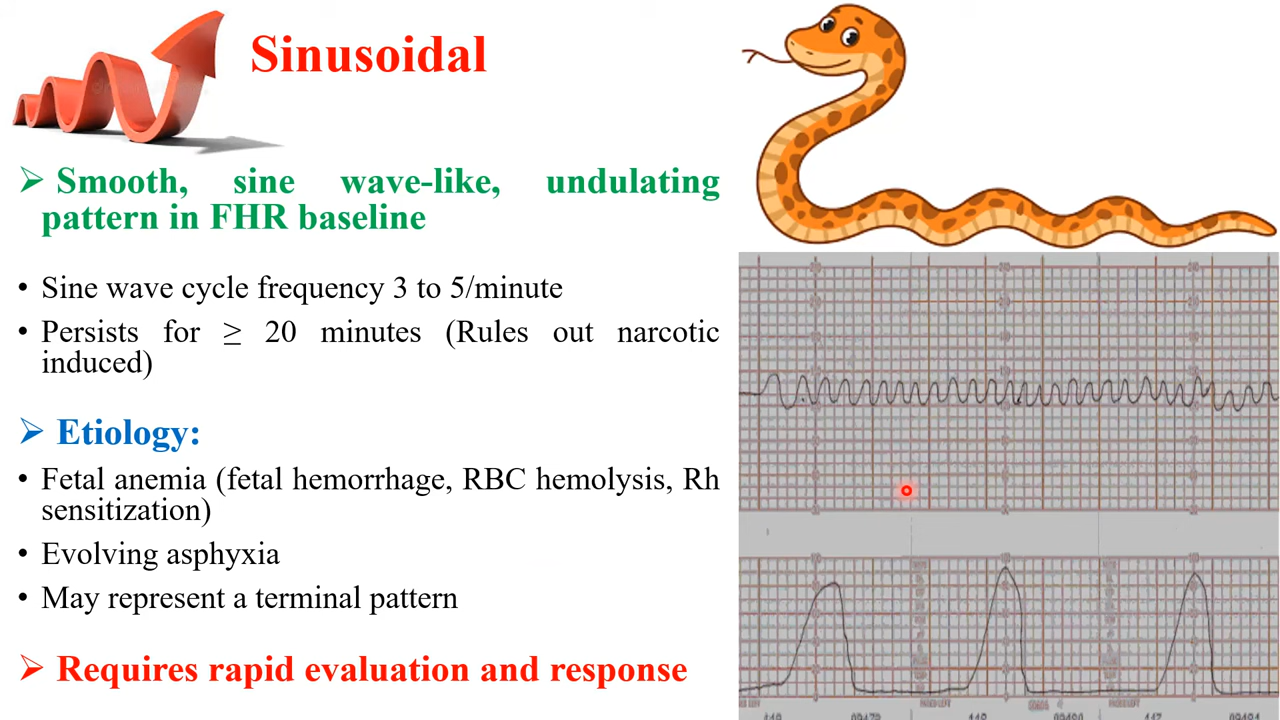 Sinusoidal
➢ Smooth, sine wave-like, undulating
pattern in FHR baseline
• Sine wave cycle frequency 3 to 5/minute
• Persists for ≥ 20 minutes (Rules out narcotic
induced)
➢ Etiology:
• Fetal anemia (fetal hemorrhage, RBC hemolysis, Rh
sensitization)
• Evolving asphyxia
• May represent a terminal pattern
➢ Requires rapid evaluation and response